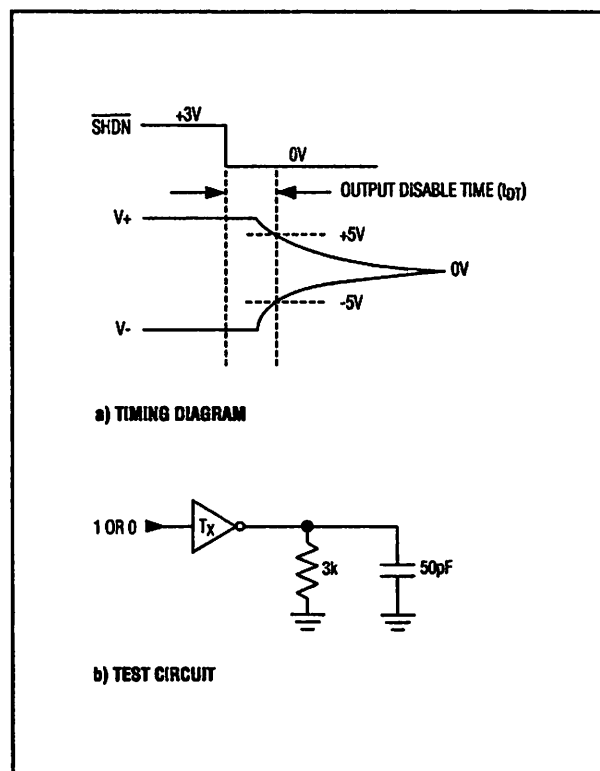 SHDN
+3V
0V
OUTPUT DISABLE TIME (tDT)
V+
+5V
0V
-5V
V-
a) TIMING DIAGRAM
1 OR 0
TX
3k
50pF
b) TEST CIRCUIT